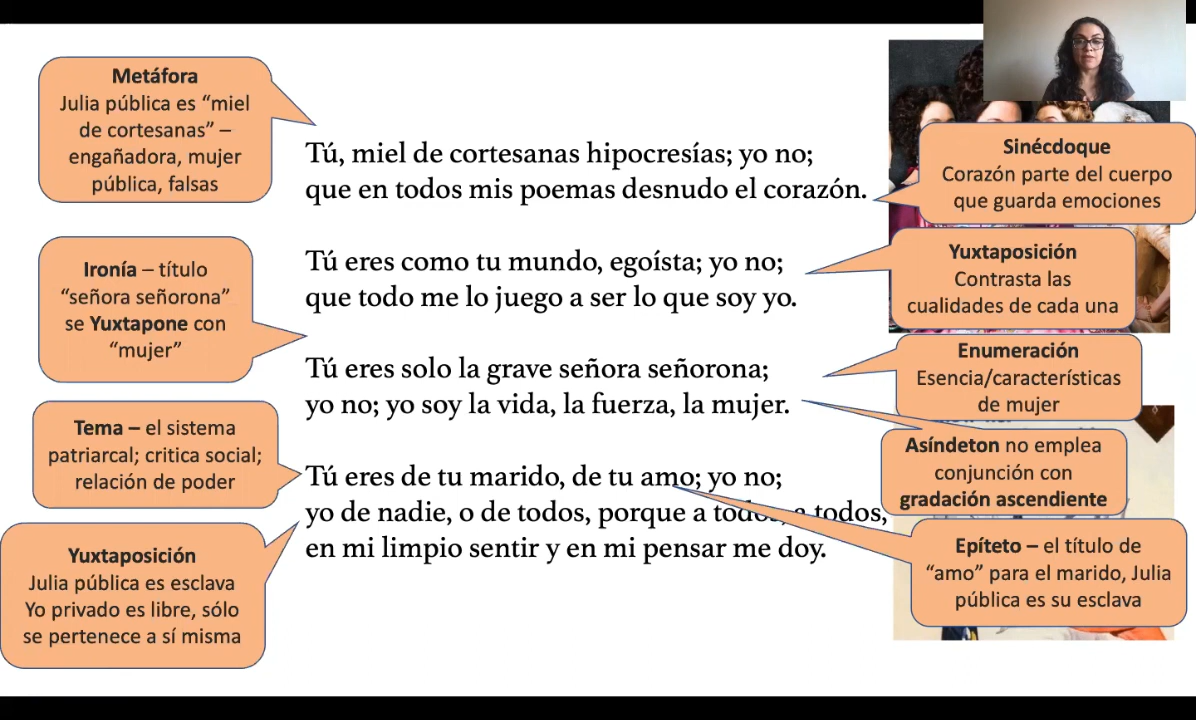 Metáfora
Julia pública es “miel
de cortesanas” –
engañadora, mujer
pública, falsas
Ironía – título
“señora señorona”
se Yuxtapone con
“mujer”
Tema – el sistema
patriarcal; critica social;
relación de poder
Yuxtaposición
Julia pública es esclava
Yo privado es libre, sólo
se pertenece a sí misma
Tú, miel de cortesanas hipocresías; yo no;
que en todos mis poemas desnudo el corazón.
Tú eres como tu mundo, egoísta; yo no;
que todo me lo juego a ser lo que soy yo.
Tú eres solo la grave señora señorona;
yo no; yo soy la vida, la fuerza, la mujer.
Tú eres de tu marido, de tu amo; yo no;
yo de nadie, o de todos, porque a todos, a todos,
en mi limpio sentir y en mi pensar me doy.
Sinécdoque
Corazón parte del cuerpo
que guarda emociones
Yuxtaposición
Contrasta las
cualidades de cada una
Enumeración
Esencia/características
de mujer
Asíndeton no emplea
conjunción con
gradación ascendiente
Epíteto – el título de
“amo” para el marido, Julia
pública es su esclava